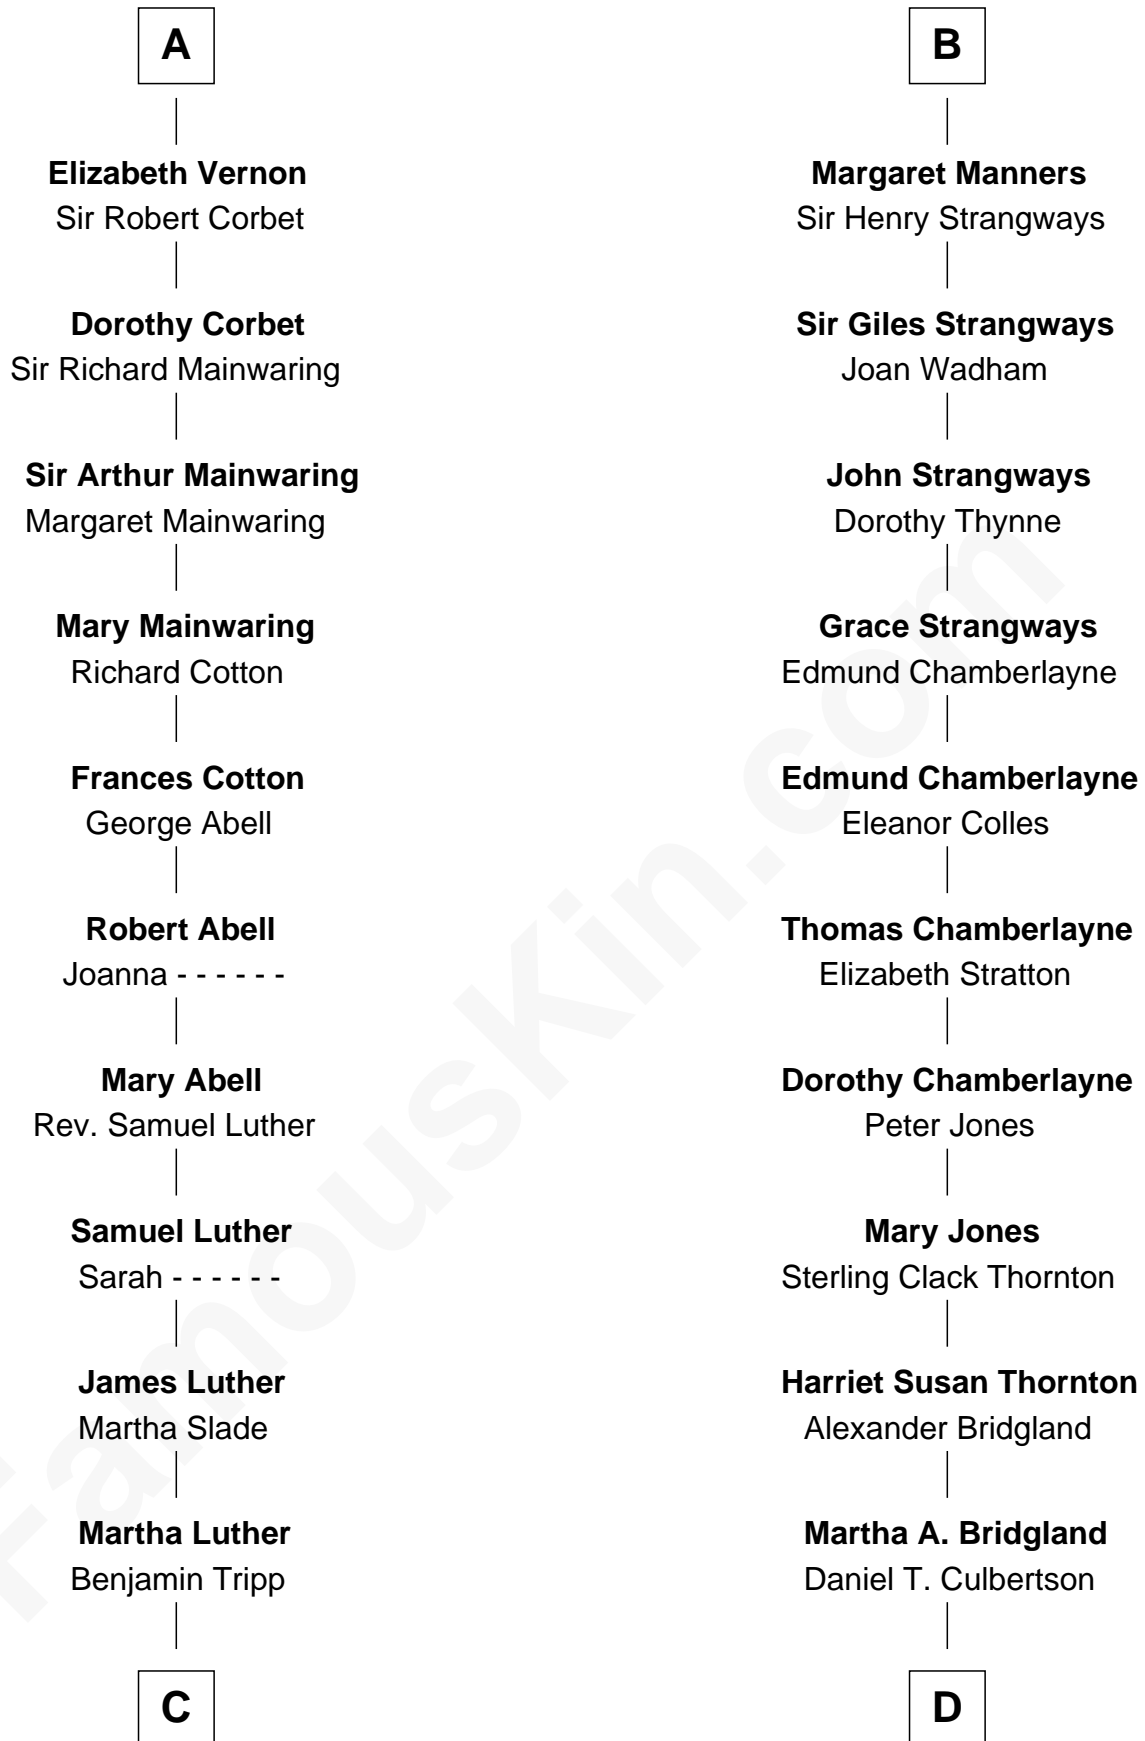 A
Elizabeth Vernon
Sir Robert Corbet
Dorothy Corbet
Sir Richard Mainwaring
Sir Arthur Mainwaring
Margaret Mainwaring
Mary Mainwaring
Richard Cotton
Frances Cotton
George Abell
Robert Abell
Joanna - - - - - -
Mary Abell
Rev. Samuel Luther
Samuel Luther
Sarah - - - - - -
James Luther
Martha Slade
Martha Luther
Benjamin Tripp
C
B
Margaret Manners
Sir Henry Strangways
Sir Giles Strangways
Joan Wadham
John Strangways
Dorothy Thynne
Grace Strangways
Edmund Chamberlayne
Edmund Chamberlayne
Eleanor Colles
Thomas Chamberlayne
Elizabeth Stratton
Dorothy Chamberlayne
Peter Jones
Mary Jones
Sterling Clack Thornton
Harriet Susan Thornton
Alexander Bridgland
Martha A. Bridgland
Daniel T. Culbertson
D
FamousKin.com